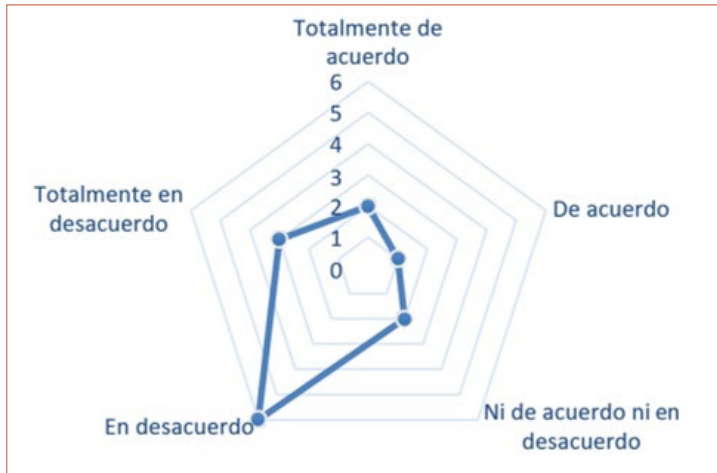 Totalmente de
acuerdo
6
5
4
3
2
1
0
De acuerdo
Ni de acuerdo ni en
desacuerdo
En desacuerdo
Totalmente en
desacuerdo